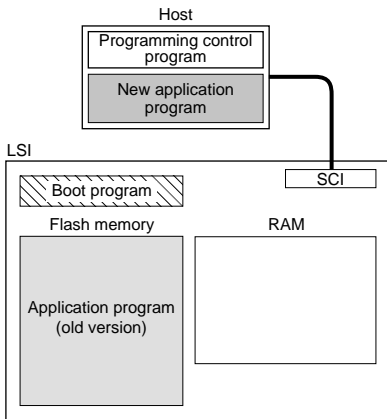 Host
Programming control
program
New application
program
LSI
SCI
Boot program
Flash memory
RAM
Application program
(old version)